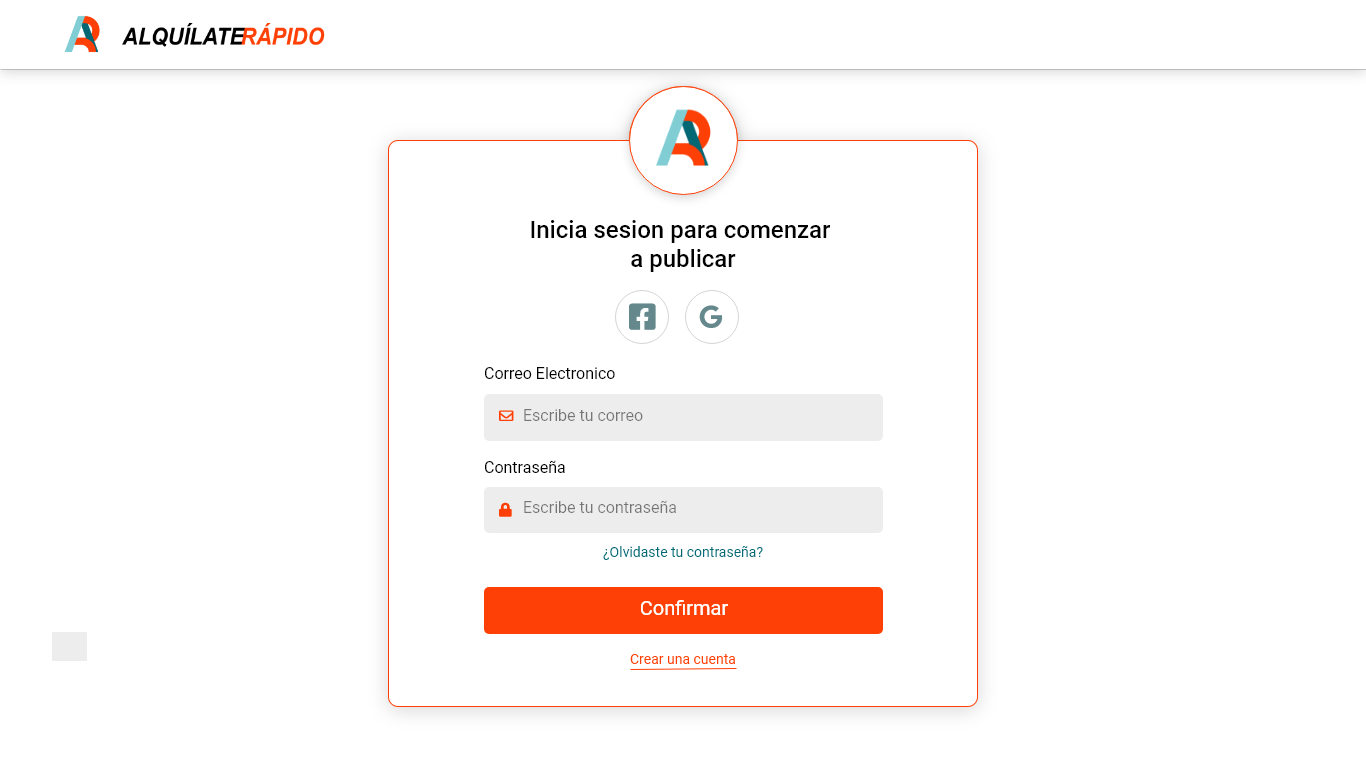 ALQUÍLATERÁPIDO
Inicia sesion para comenzar
a publicar
Correo Electronico
Escribe tu correo
Contraseña
Escribe tu contraseña
¿Olvidaste tu contraseña?
Confirmar
Crear una cuenta